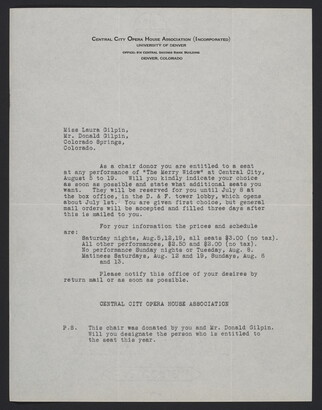 CENTRAL CITY OPERA HOUSE ASSOCIATION (INCORPORATED)
UNIVERSITY OF DENVER
DENVER, COLORADO
Miss Laura Gilpin,
Mr. Donald Gilpin,
Colorado Springs,
Colorado.
As a chair donor you are entitled to a seat
at any performance of "The Merry Widow" at Central City,
August 5 to 19. Will you kindly indicate your choice
as soon as possible and state what additional seats you
want. They will be reserved for you until July 8 at
the box office, in the D. & F. tower lobby, which opens
about July 1st. You are given first choice, but general
mail orders will be accepted and filled three days after
this is mailed to you.
For your information the prices and schedule
are:
Saturday nights, Aug.5,12,19, all seats $3.00 (no tax).
All other performances, $2.50 and $2.00 (no tax).
No performance Sunday nights or Tuesday, Aug. 8.
Matinees Saturdays, Aug. 12 and 19, Sundays, Aug. 6
and 13.
Please notify this office of your desires by
return mail or as soon as possible.
CENTRAL CITY OPERA HOUSE ASSOCIATION
P.S. This chair was donated by you and Mr. Donald Gilpin.
Will you designate the person who is entitled to
the seat this year.